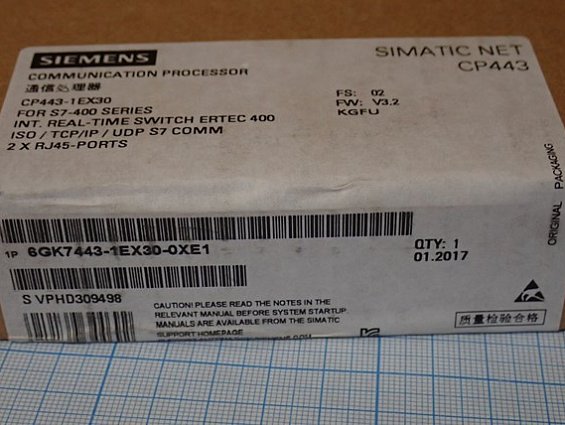 SIEMENS
SIMATIC NET
CP443
COMMUNICATION PROCESSOR
通信处理器
CP443-1EX30
FOR S7-400 SERIES
INT. REAL-TIME SWITCH ERTEC 400
ISO / TCP/IP / UDP S7 COMM
2 X RJ45-PORTS
FS: 02
FW: V3.2
KGFU
ORIGINAL PACKAGING
1P 6GK7443-1EX30-0XE1
QTY: 1
01.2017
S VPHD309498
CAUTION! PLEASE READ THE NOTES IN THE
RELEVANT MANUAL BEFORE SYSTEM STARTUP.
MANUALS ARE AVAILABLE FROM THE SIMATIC
SUPPORT HOMEPAGE
质量检验合格